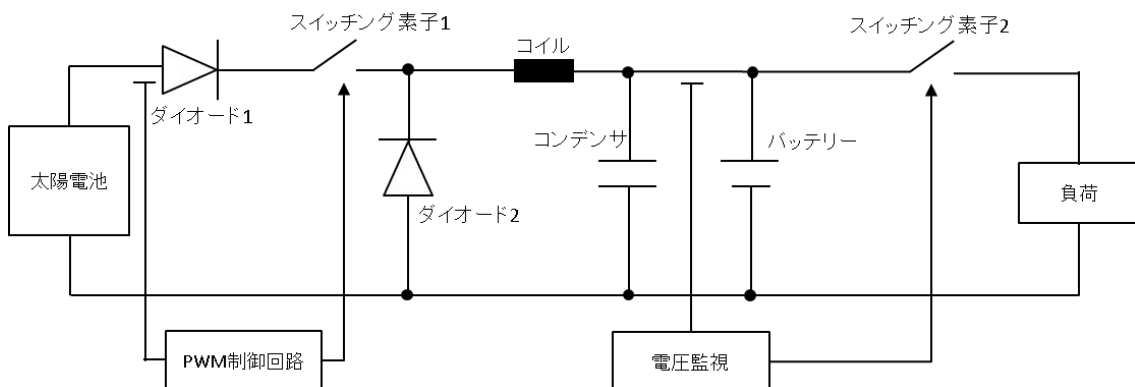 スイッチング素子1
コイル
スイッチング素子2
ダイオード1
コンデンサ
バッテリー
太陽電池
ダイオード2
負荷
PWM制御回路
電圧監視